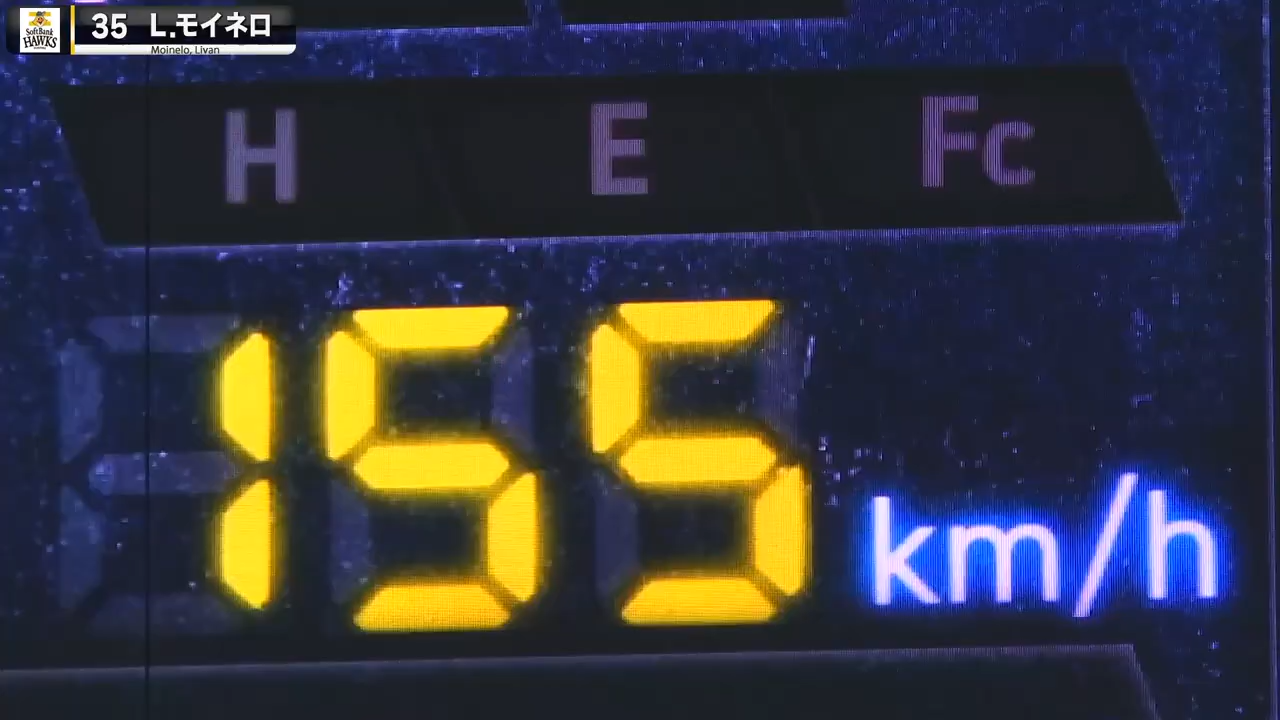 SoftBank
HAWKS
35 L.モイネロ
Moinelo, Livan
H E Fc
155 km/h